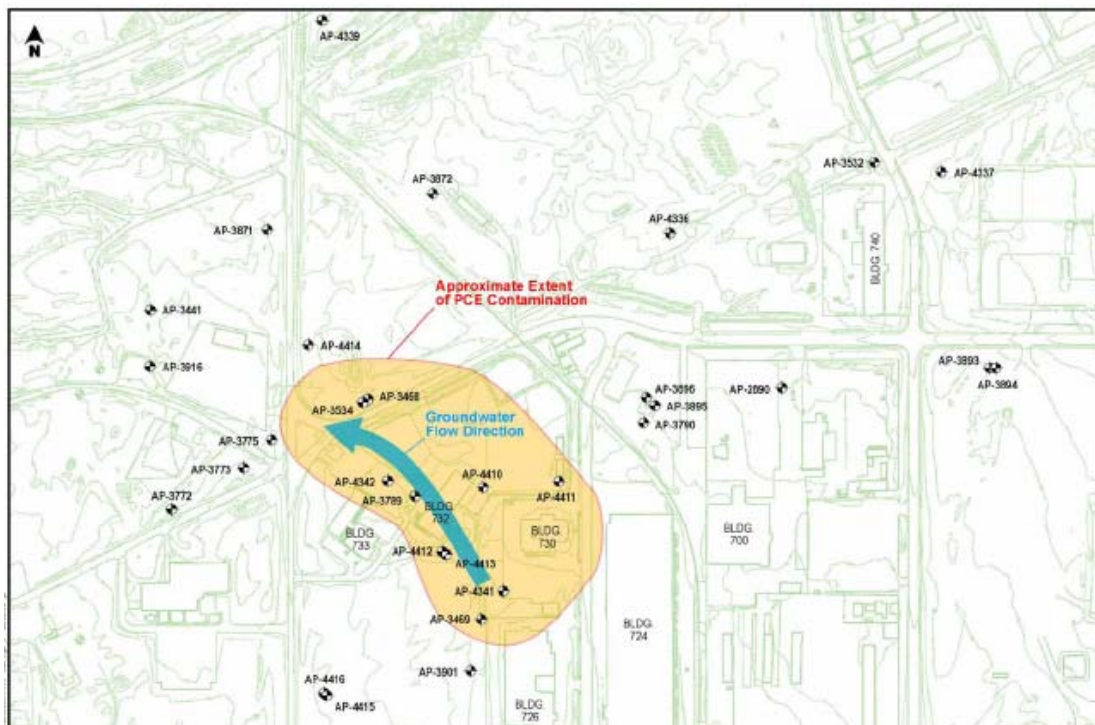 N
AP-4339
AP-3872
AP-3532
AP-4337
AP-4336
AP-3871
BLDG. 740
Approximate Extent
of PCE Contamination
AP-3441
AP-4414
AP-3916
AP-3893
AP-3894
AP-3896
AP-2890
AP-3895
AP-3468
AP-3534
AP-3790
Groundwater
Flow Direction
AP-3775
AP-3773
AP-4342
AP-4410
AP-4411
AP-3772
AP-3789
BLDG.
732
BLDG.
733
BLDG.
730
BLDG.
700
AP-4412
AP-4413
AP-4341
AP-3469
BLDG.
724
AP-3901
AP-4416
AP-4415
BLDG.
726